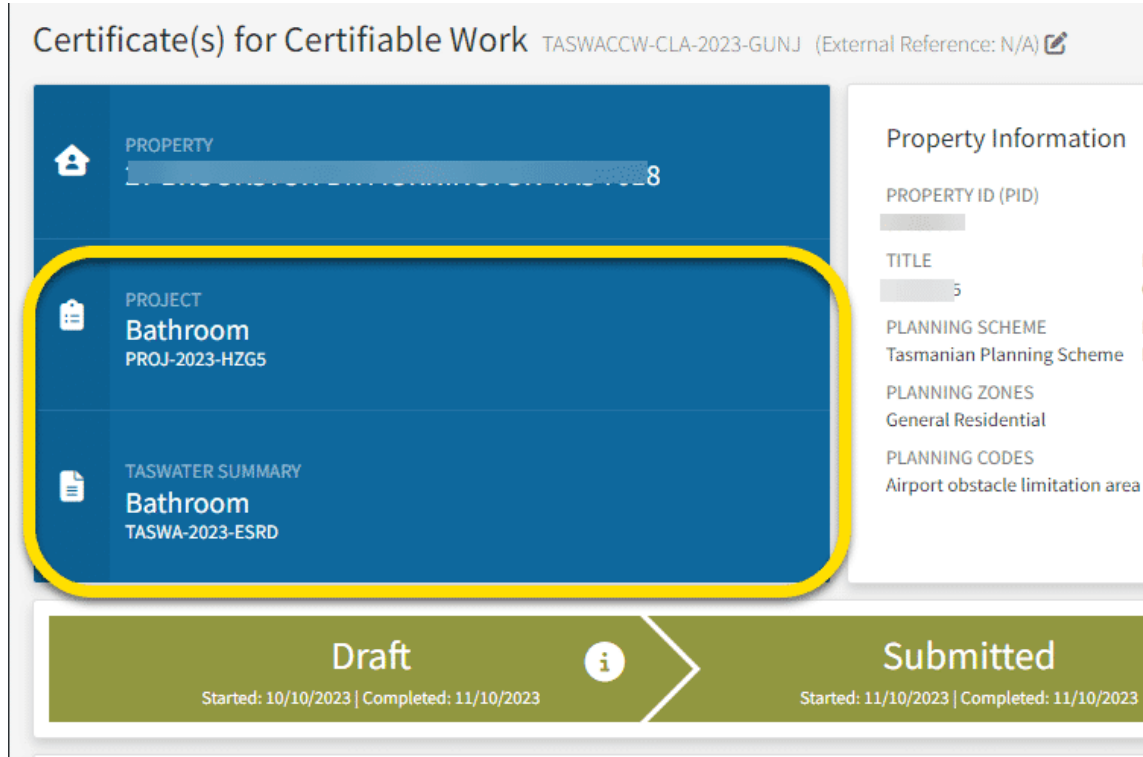 Certificate(s) for Certifiable Work TASWACCW-CLA-2023-GUNJ (External Reference: N/A)
PROPERTY
8
PROJECT
Bathroom
PROJ-2023-HZG5
TASWATER SUMMARY
Bathroom
TASWA-2023-ESRD
Property Information
PROPERTY ID (PID)
TITLE
5
PLANNING SCHEME
Tasmanian Planning Scheme
PLANNING ZONES
General Residential
PLANNING CODES
Airport obstacle limitation area
Draft
Started: 10/10/2023 | Completed: 11/10/2023
Submitted
Started: 11/10/2023 | Completed: 11/10/2023